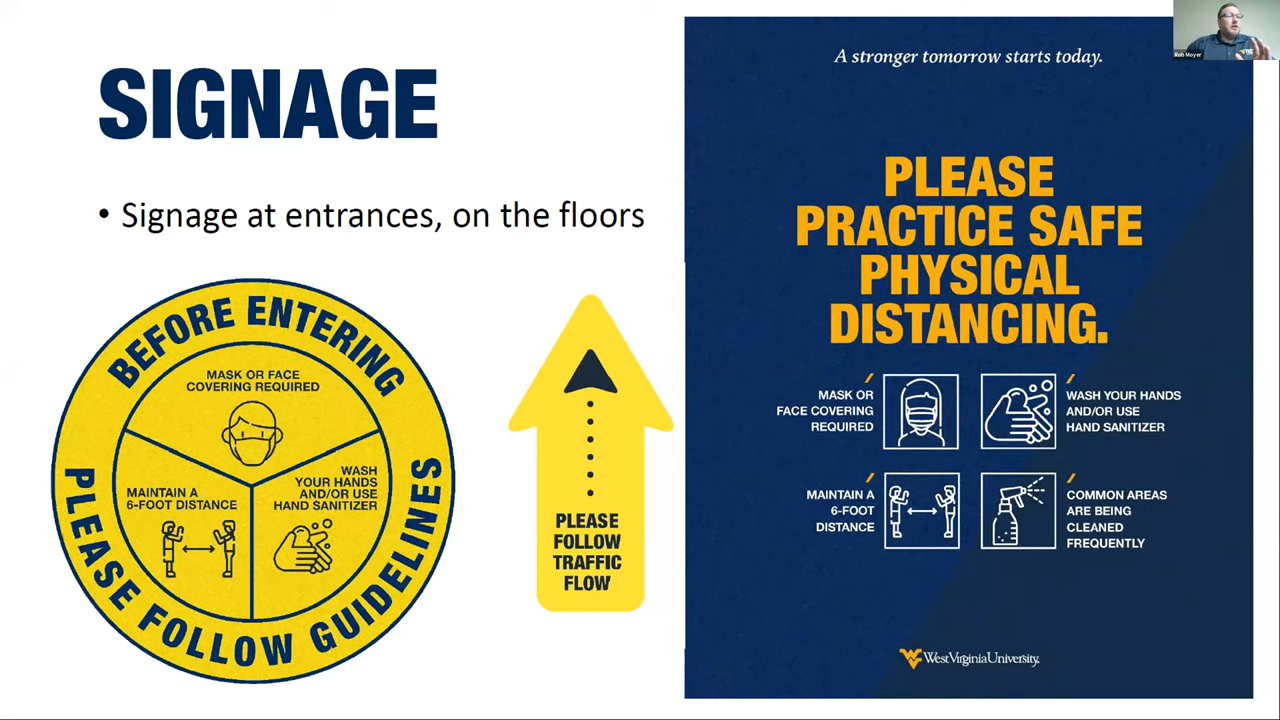 SIGNAGE
• Signage at entrances, on the floors
BEFORE ENTERING
MASK OR FACE
COVERING REQUIRED
MAINTAIN A
6-FOOT DISTANCE
WASH
YOUR HANDS
AND/OR USE
HAND SANITIZER
PLEASE FOLLOW GUIDELINES
PLEASE
FOLLOW
TRAFFIC
FLOW
A stronger tomorrow starts today.
PLEASE
PRACTICE SAFE
PHYSICAL
DISTANCING.
MASK OR
FACE COVERING
REQUIRED
WASH YOUR HANDS
AND/OR USE
HAND SANITIZER
MAINTAIN A
6-FOOT
DISTANCE
COMMON AREAS
ARE BEING
CLEANED
FREQUENTLY
WestVirginiaUniversity.
Rob Moyer